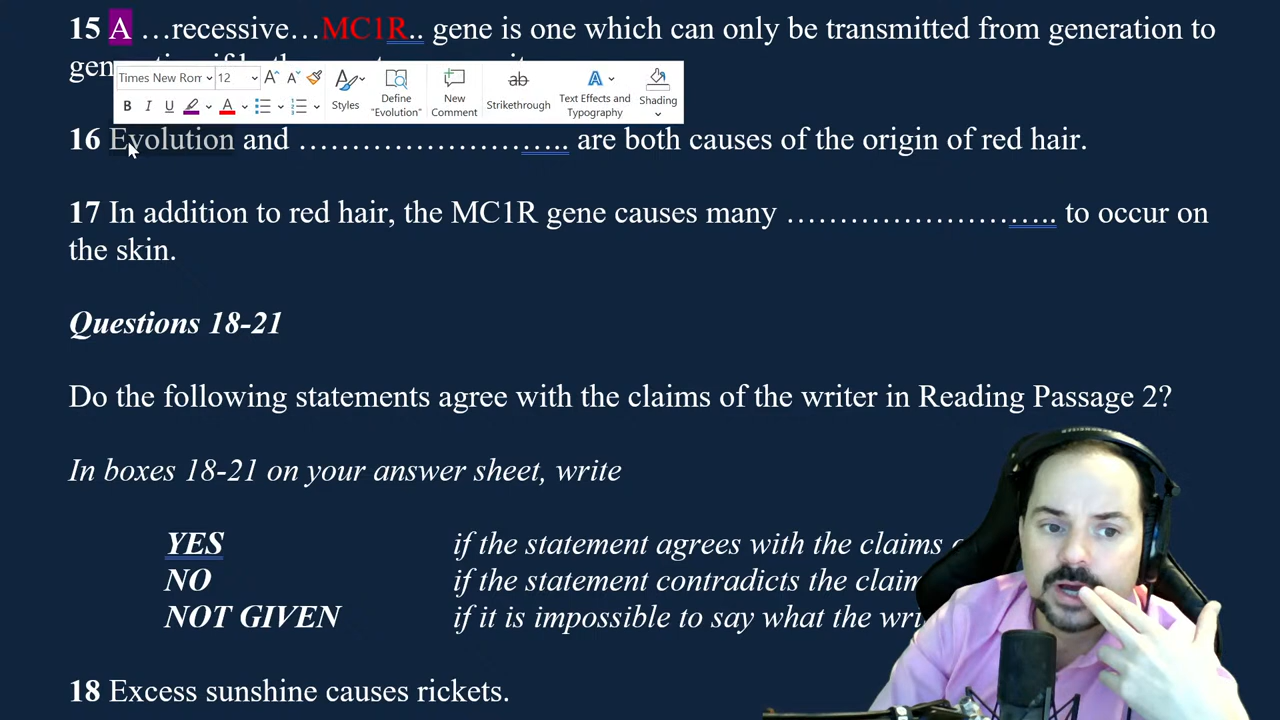 15 A …recessive…MC1R.. gene is one which can only be transmitted from generation to
Times New Rom 12
Styles
Define "Evolution"
New Comment
Strikethrough
Text Effects and Typography
Shading
16 Evolution and ………………………….. are both causes of the origin of red hair.
17 In addition to red hair, the MC1R gene causes many ………………………….. to occur on
the skin.
Questions 18-21
Do the following statements agree with the claims of the writer in Reading Passage 2?
In boxes 18-21 on your answer sheet, write
YES if the statement agrees with the claims
NO if the statement contradicts the
NOT GIVEN if it is impossible to say what the
18 Excess sunshine causes rickets.